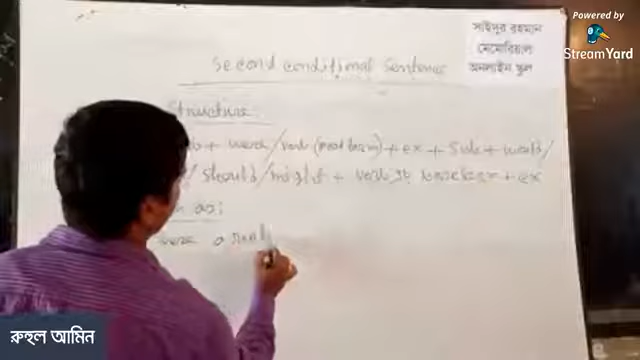 Powered by
StreamYard
সাইদুর রহমান
মেমোরিয়াল
অনলাইন স্কুল
Second conditional Sentence
Structure
+ were/verb (past form) + ex + Sub + would/
/ should/might + verb base form + ex
as:
were a
রুহুল আমিন